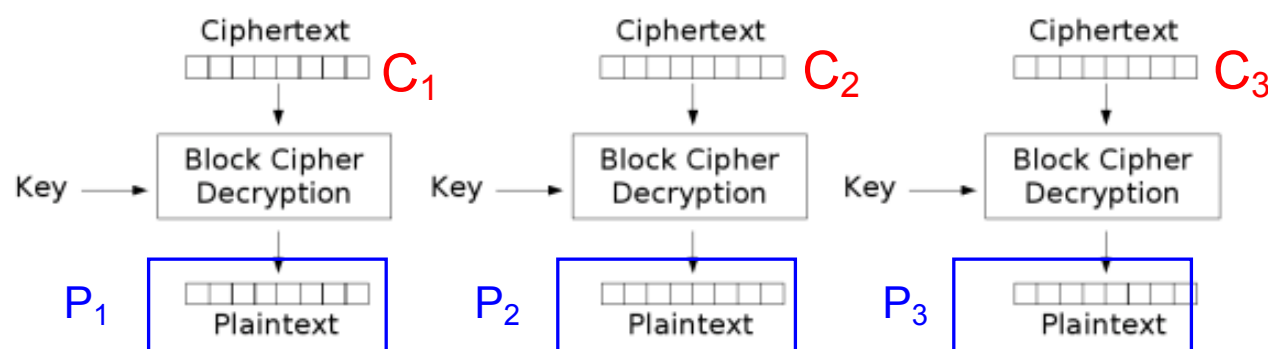 Ciphertext C₁
Ciphertext C₂
Ciphertext C₃
Key
Block Cipher
Decryption
Key
Block Cipher
Decryption
Key
Block Cipher
Decryption
P₁
Plaintext
P₂
Plaintext
P₃
Plaintext